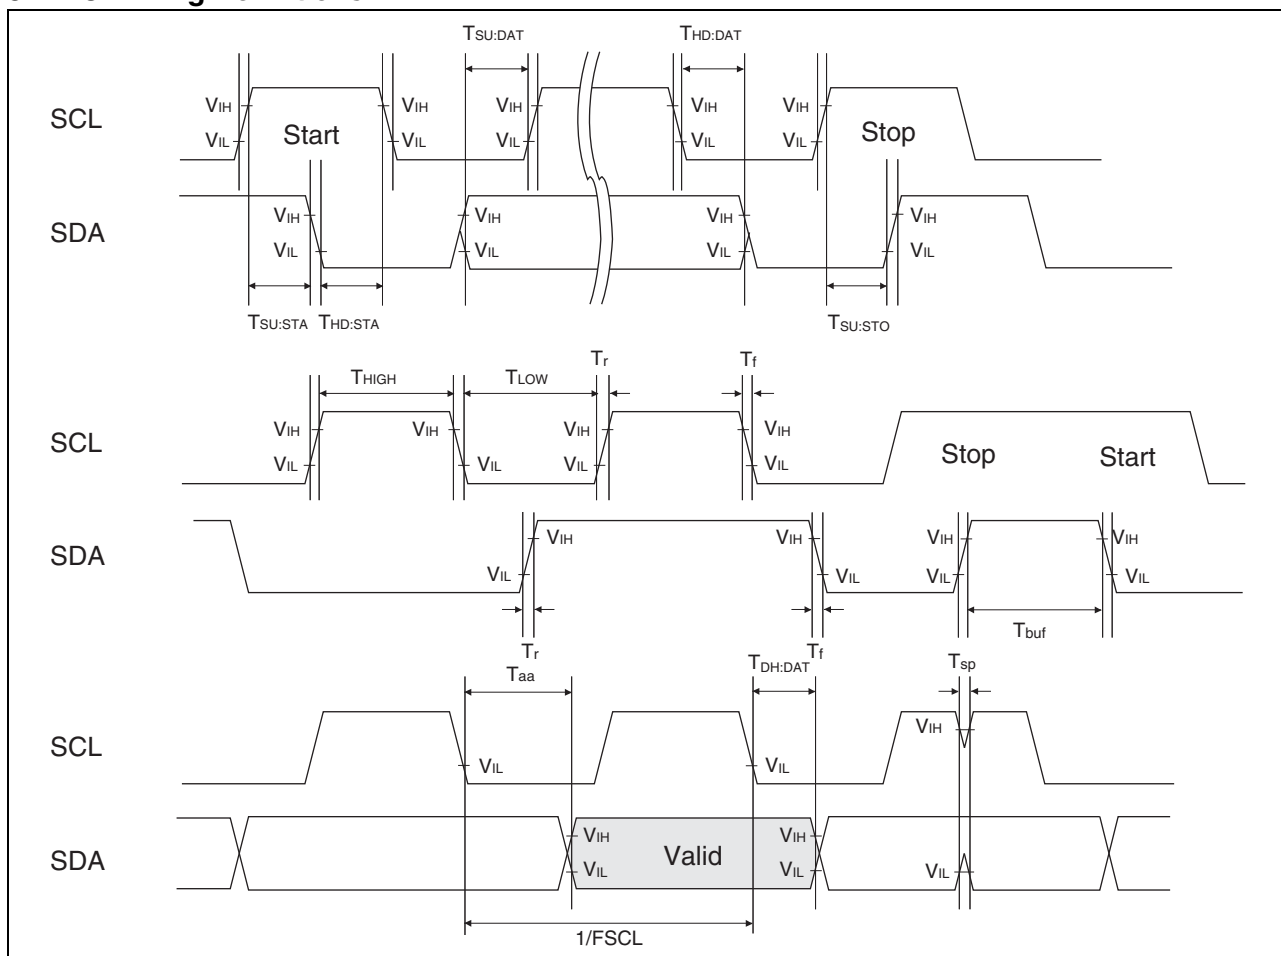 TSU:DAT THD:DAT
VIH VIH VIH VIH VIH
SCL Start Stop
VIL VIL VIL VIL VIL
VIH VIH VIH VIH
SDA
VIL VIL VIL VIL
TSU:STA THD:STA TSU:STO
Tr Tf
THIGH TLOW
VIH VIH VIH VIH
SCL Stop Start
VIL VIL VIL VIL
VIH VIH VIH VIH
SDA
VIL VIL VIL VIL
Tbuf
Tr Tf
Taa TDH:DAT Tsp
VIH
SCL
VIL VIL
VIH VIH
SDA Valid
VIL VIL VIL
1/FSCL